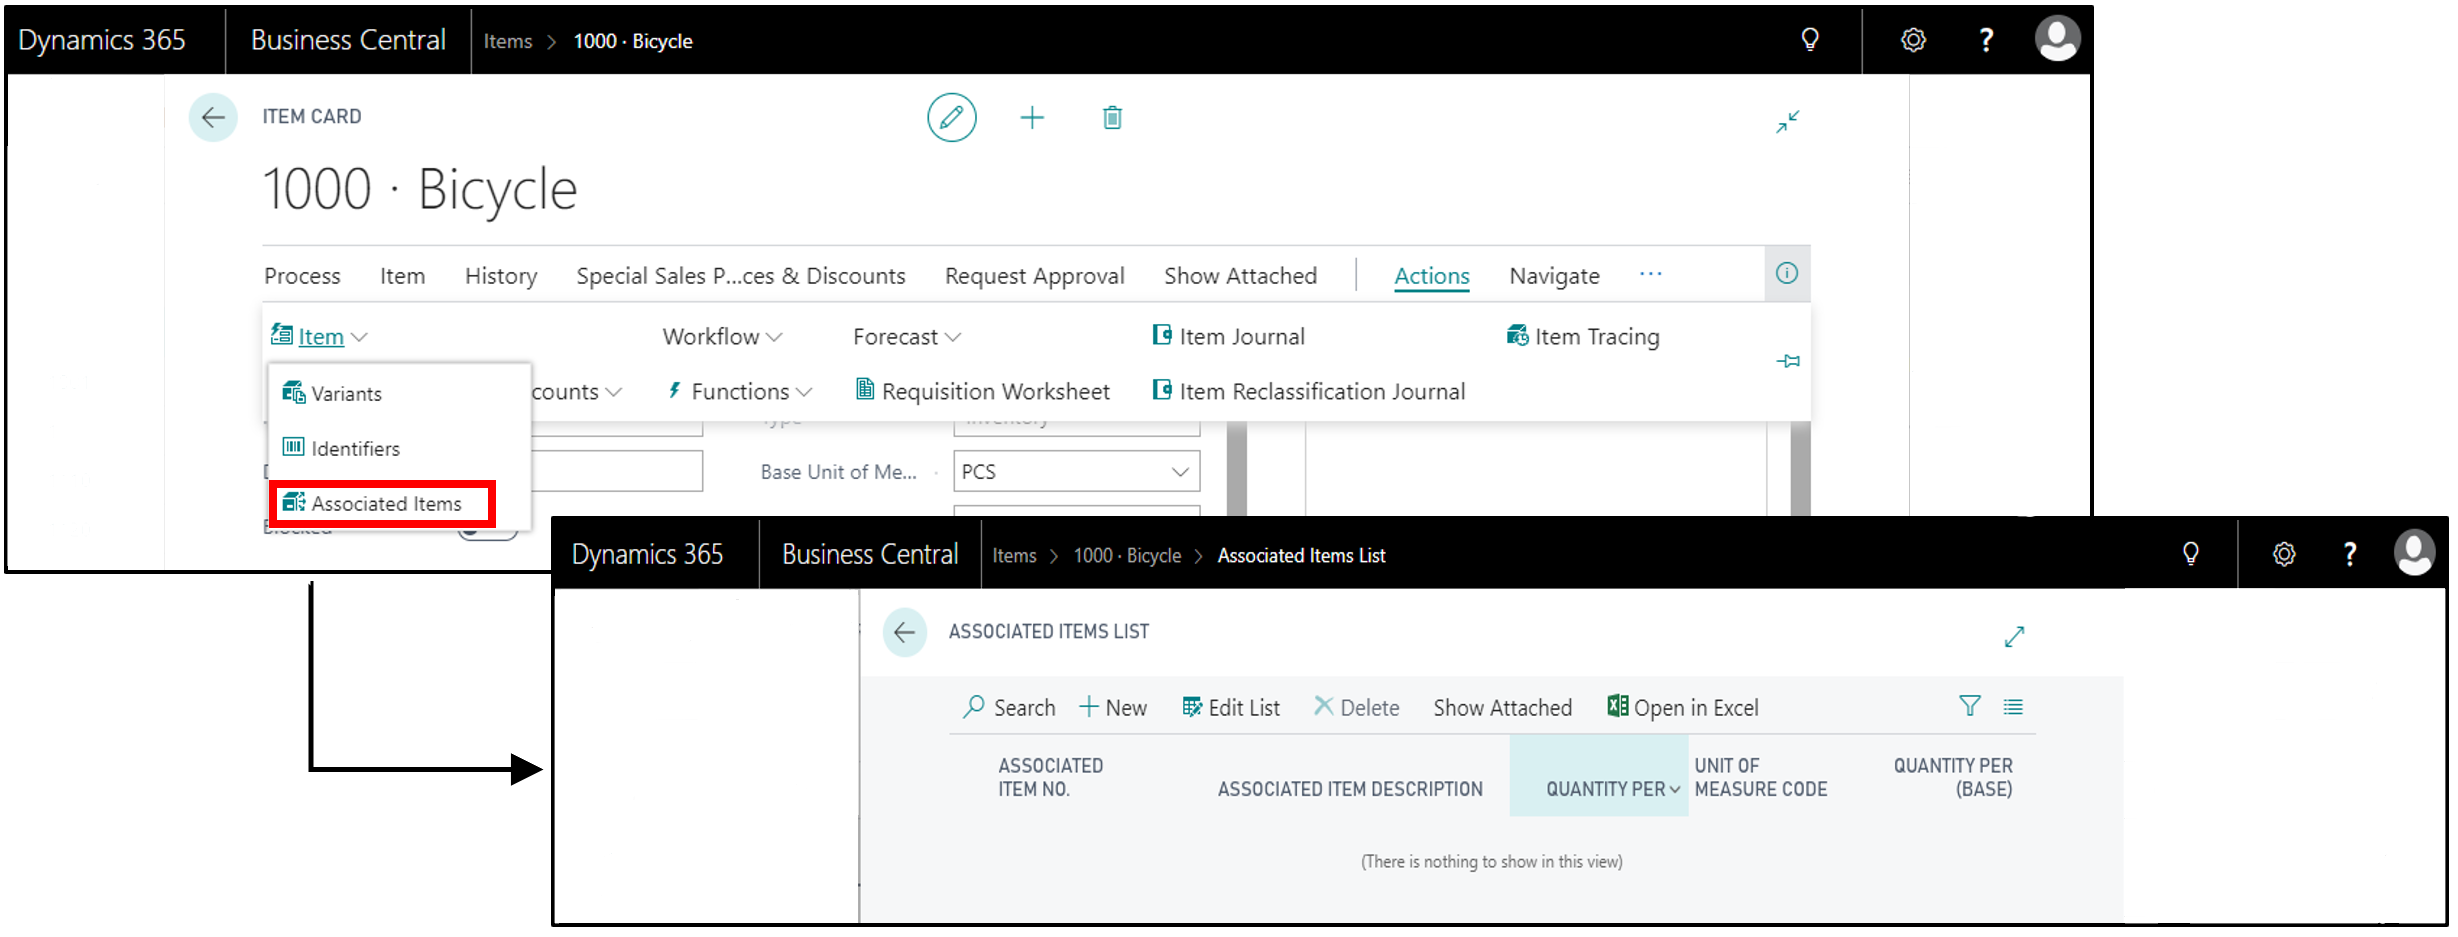 Dynamics 365 Business Central Items > 1000 · Bicycle ?
ITEM CARD
1000 · Bicycle
Process Item History Special Sales P...ces & Discounts Request Approval Show Attached Actions Navigate ···
Item Workflow Forecast Item Journal Item Tracing
Variants counts Functions Requisition Worksheet Item Reclassification Journal
Type Inventory
Identifiers
Base Unit of Me... PCS
Associated Items
Blocked
Dynamics 365 Business Central Items > 1000 · Bicycle > Associated Items List ?
ASSOCIATED ITEMS LIST
Search New Edit List Delete Show Attached Open in Excel
ASSOCIATED ITEM NO. ASSOCIATED ITEM DESCRIPTION QUANTITY PER UNIT OF MEASURE CODE QUANTITY PER (BASE)
(There is nothing to show in this view)